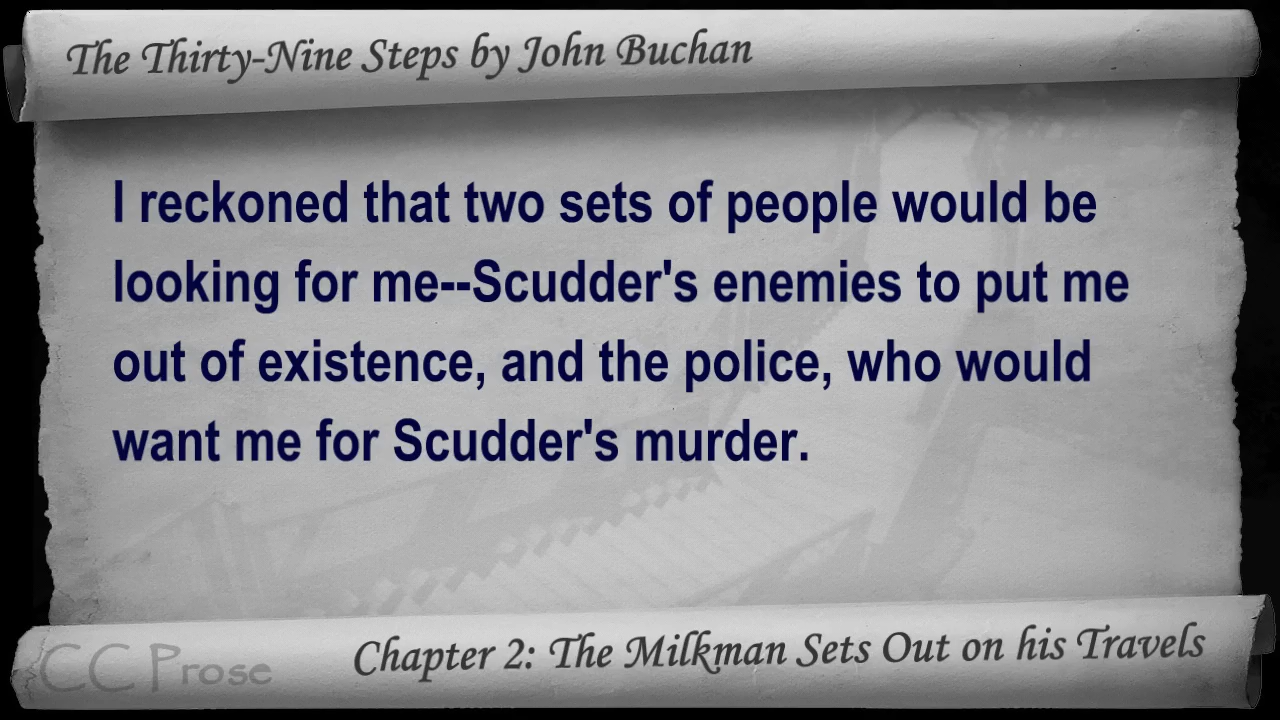 The Thirty-Nine Steps by John Buchan
I reckoned that two sets of people would be
looking for me--Scudder's enemies to put me
out of existence, and the police, who would
want me for Scudder's murder.
CC Prose
Chapter 2: The Milkman Sets Out on his Travels